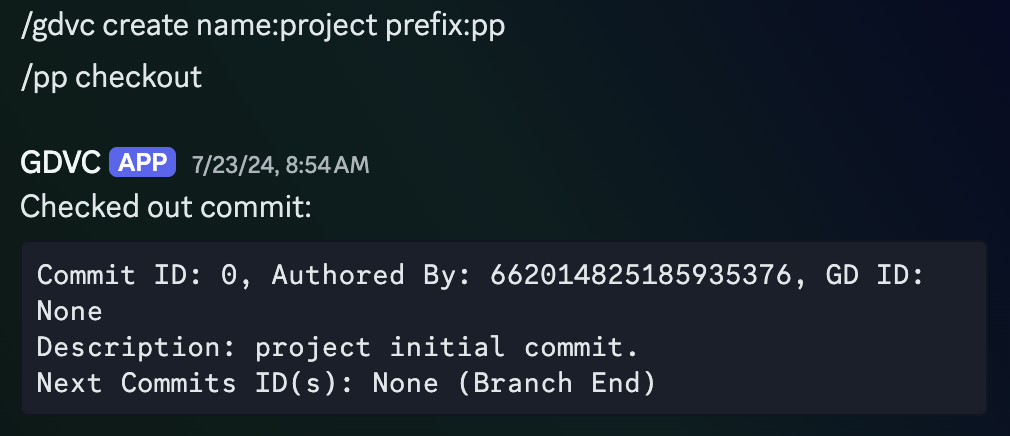 /gdvc create name:project prefix:pp
/pp checkout
GDVC APP 7/23/24, 8:54 AM
Checked out commit:
Commit ID: 0, Authored By: 662014825185935376, GD ID:
None
Description: project initial commit.
Next Commits ID(s): None (Branch End)